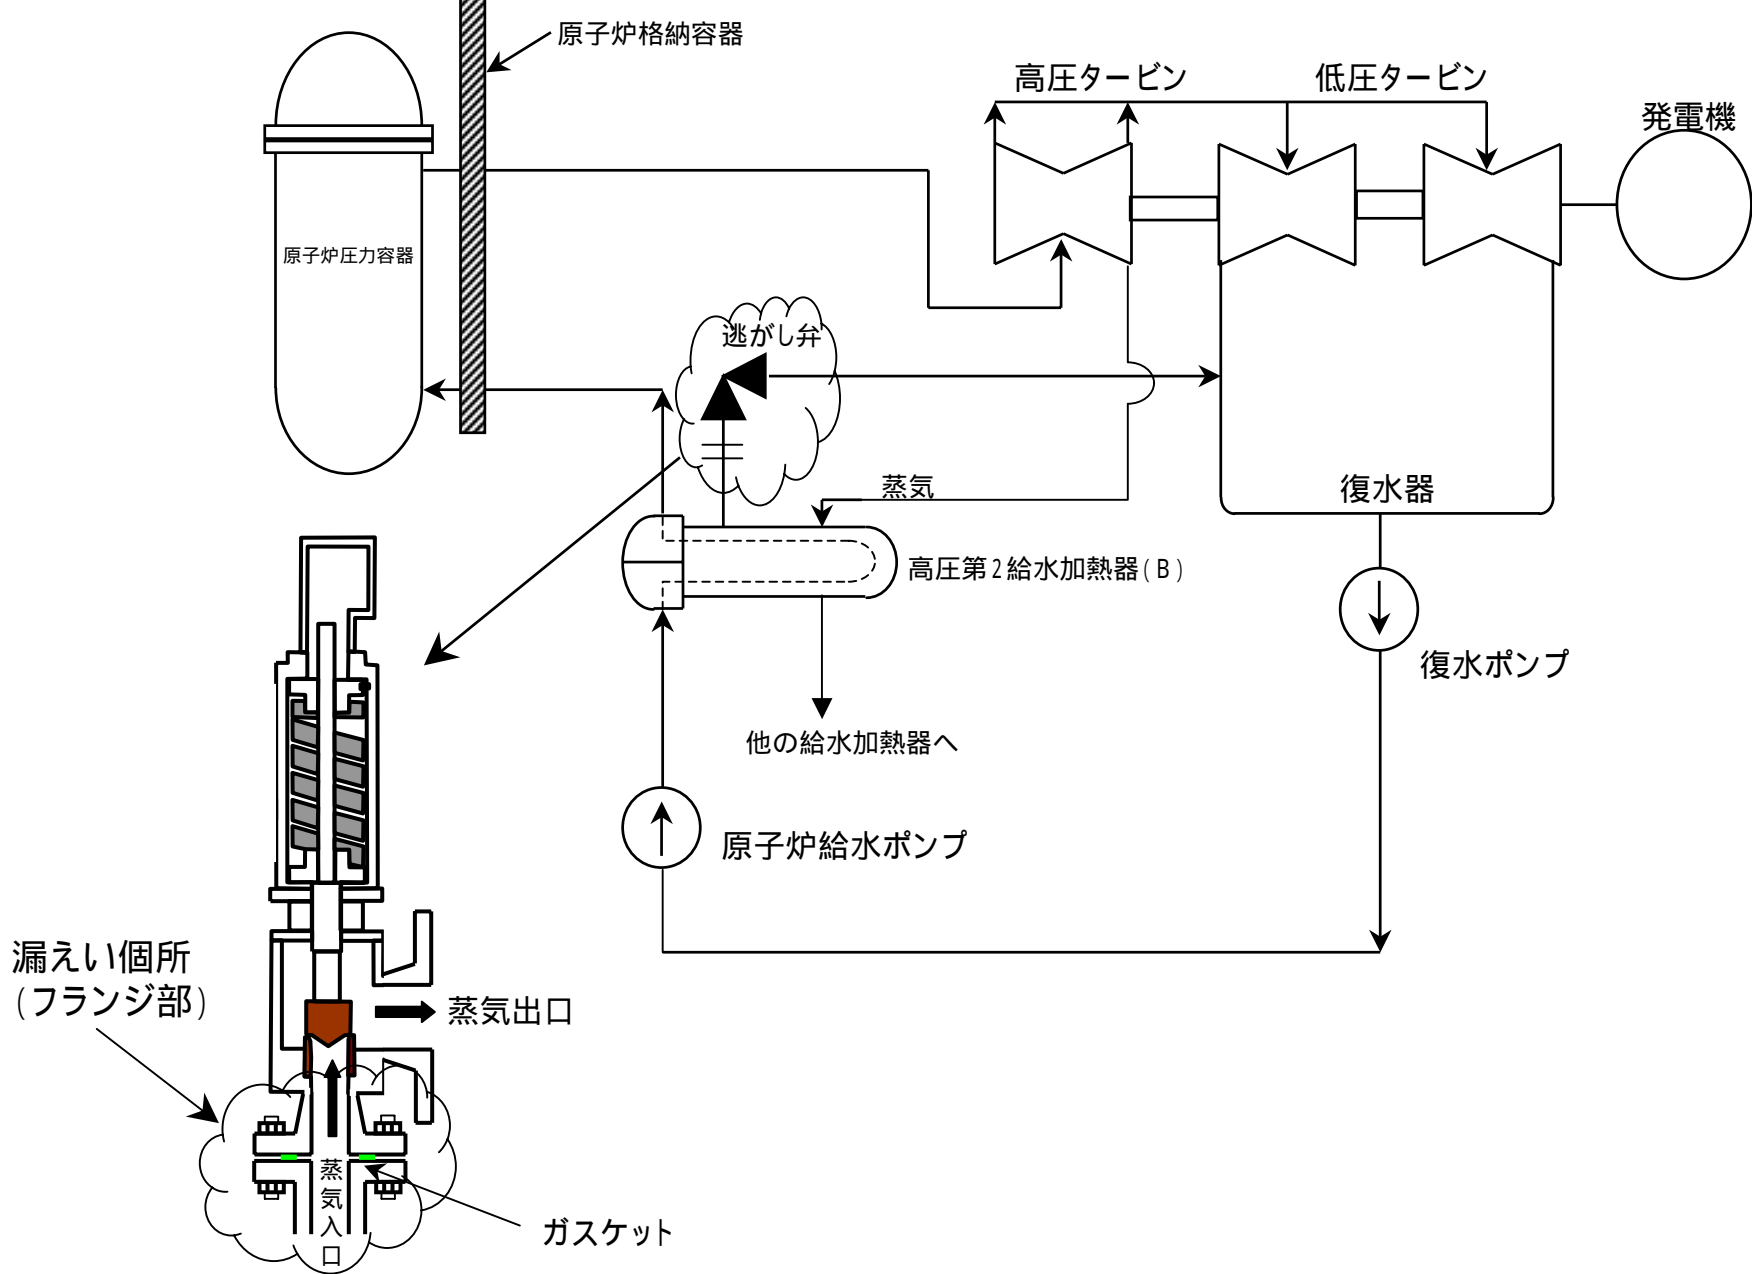 原子炉格納容器
高圧タービン
低圧タービン
発電機
原子炉圧力容器
逃がし弁
蒸気
復水器
高圧第2給水加熱器(B)
復水ポンプ
他の給水加熱器へ
原子炉給水ポンプ
漏えい個所
(フランジ部)
蒸気出口
蒸気入口
ガスケット